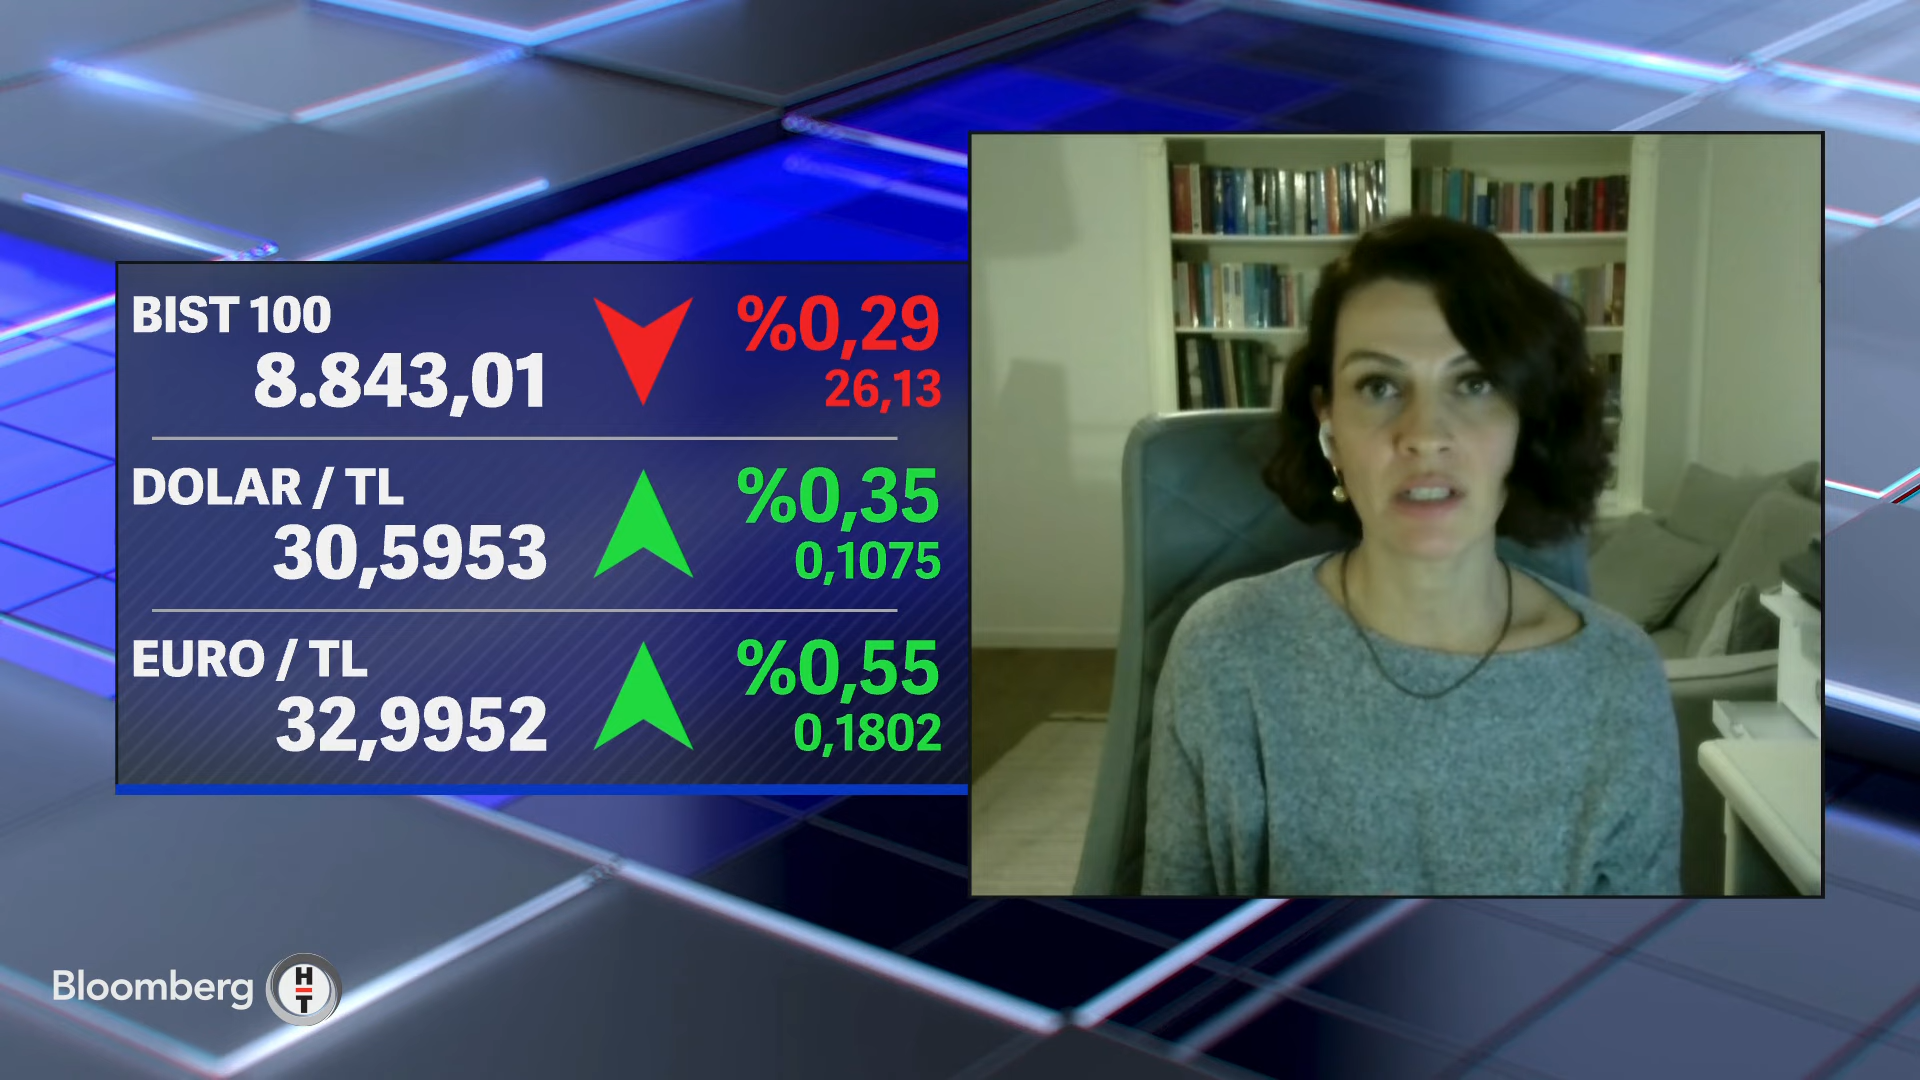 BIST 100
8.843,01
%0,29
26,13
DOLAR / TL
30,5953
%0,35
0,1075
EURO / TL
32,9952
%0,55
0,1802
Bloomberg HT